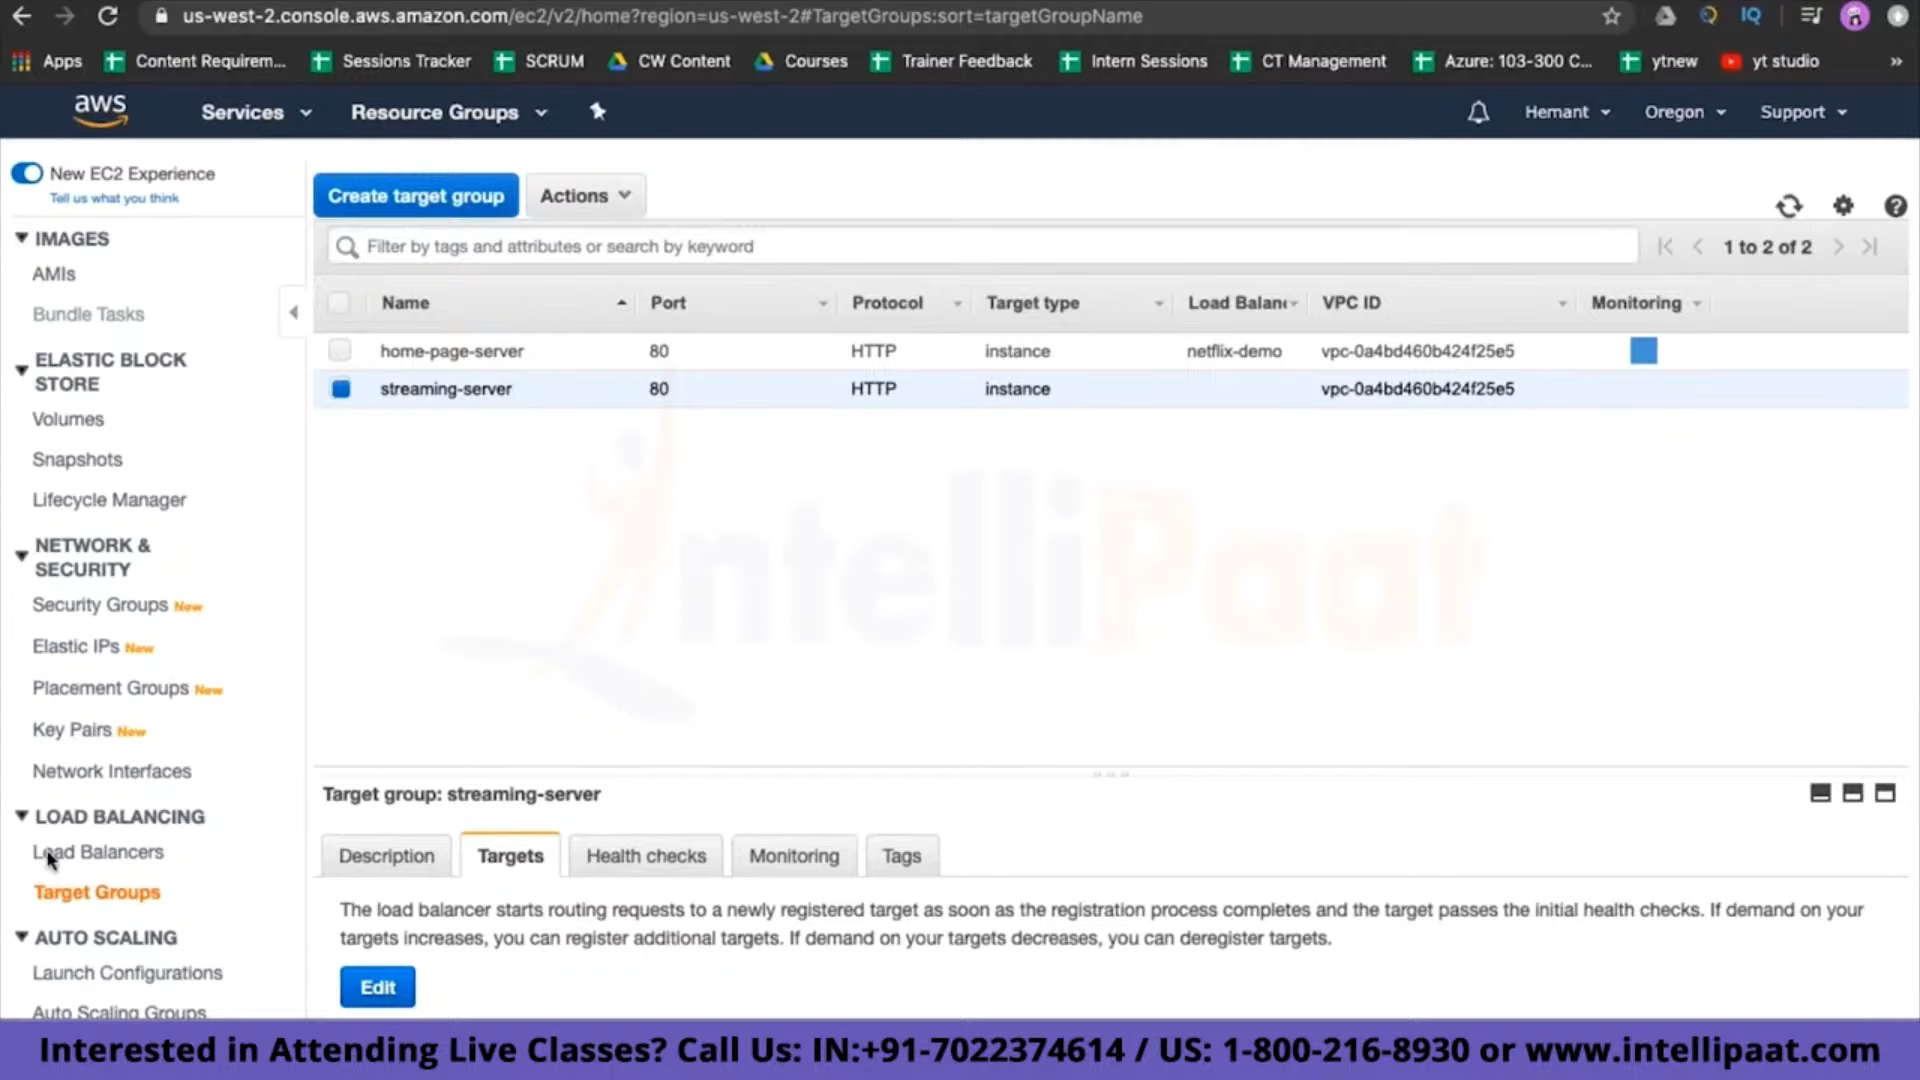 us-west-2.console.aws.amazon.com/ec2/v2/home?region=us-west-2#TargetGroups:sort=targetGroupName
IQ
Apps Content Requirem... Sessions Tracker SCRUM CW Content Courses Trainer Feedback Intern Sessions CT Management Azure: 103-300 C... ytnew yt studio »
aws Services Resource Groups Hemant Oregon Support
New EC2 Experience
Tell us what you think
IMAGES
AMIs
Bundle Tasks
ELASTIC BLOCK
STORE
Volumes
Snapshots
Lifecycle Manager
NETWORK &
SECURITY
Security Groups New
Elastic IPs New
Placement Groups New
Key Pairs New
Network Interfaces
LOAD BALANCING
Load Balancers
Target Groups
AUTO SCALING
Launch Configurations
Auto Scaling Groups
Create target group Actions
Filter by tags and attributes or search by keyword
1 to 2 of 2
Name Port Protocol Target type Load Balanc VPC ID Monitoring
home-page-server 80 HTTP instance netflix-demo vpc-0a4bd460b424f25e5
streaming-server 80 HTTP instance vpc-0a4bd460b424f25e5
intelliPaat
Target group: streaming-server
Description Targets Health checks Monitoring Tags
The load balancer starts routing requests to a newly registered target as soon as the registration process completes and the target passes the initial health checks. If demand on your
targets increases, you can register additional targets. If demand on your targets decreases, you can deregister targets.
Edit
Interested in Attending Live Classes? Call Us: IN:+91-7022374614 / US: 1-800-216-8930 or www.intellipaat.com